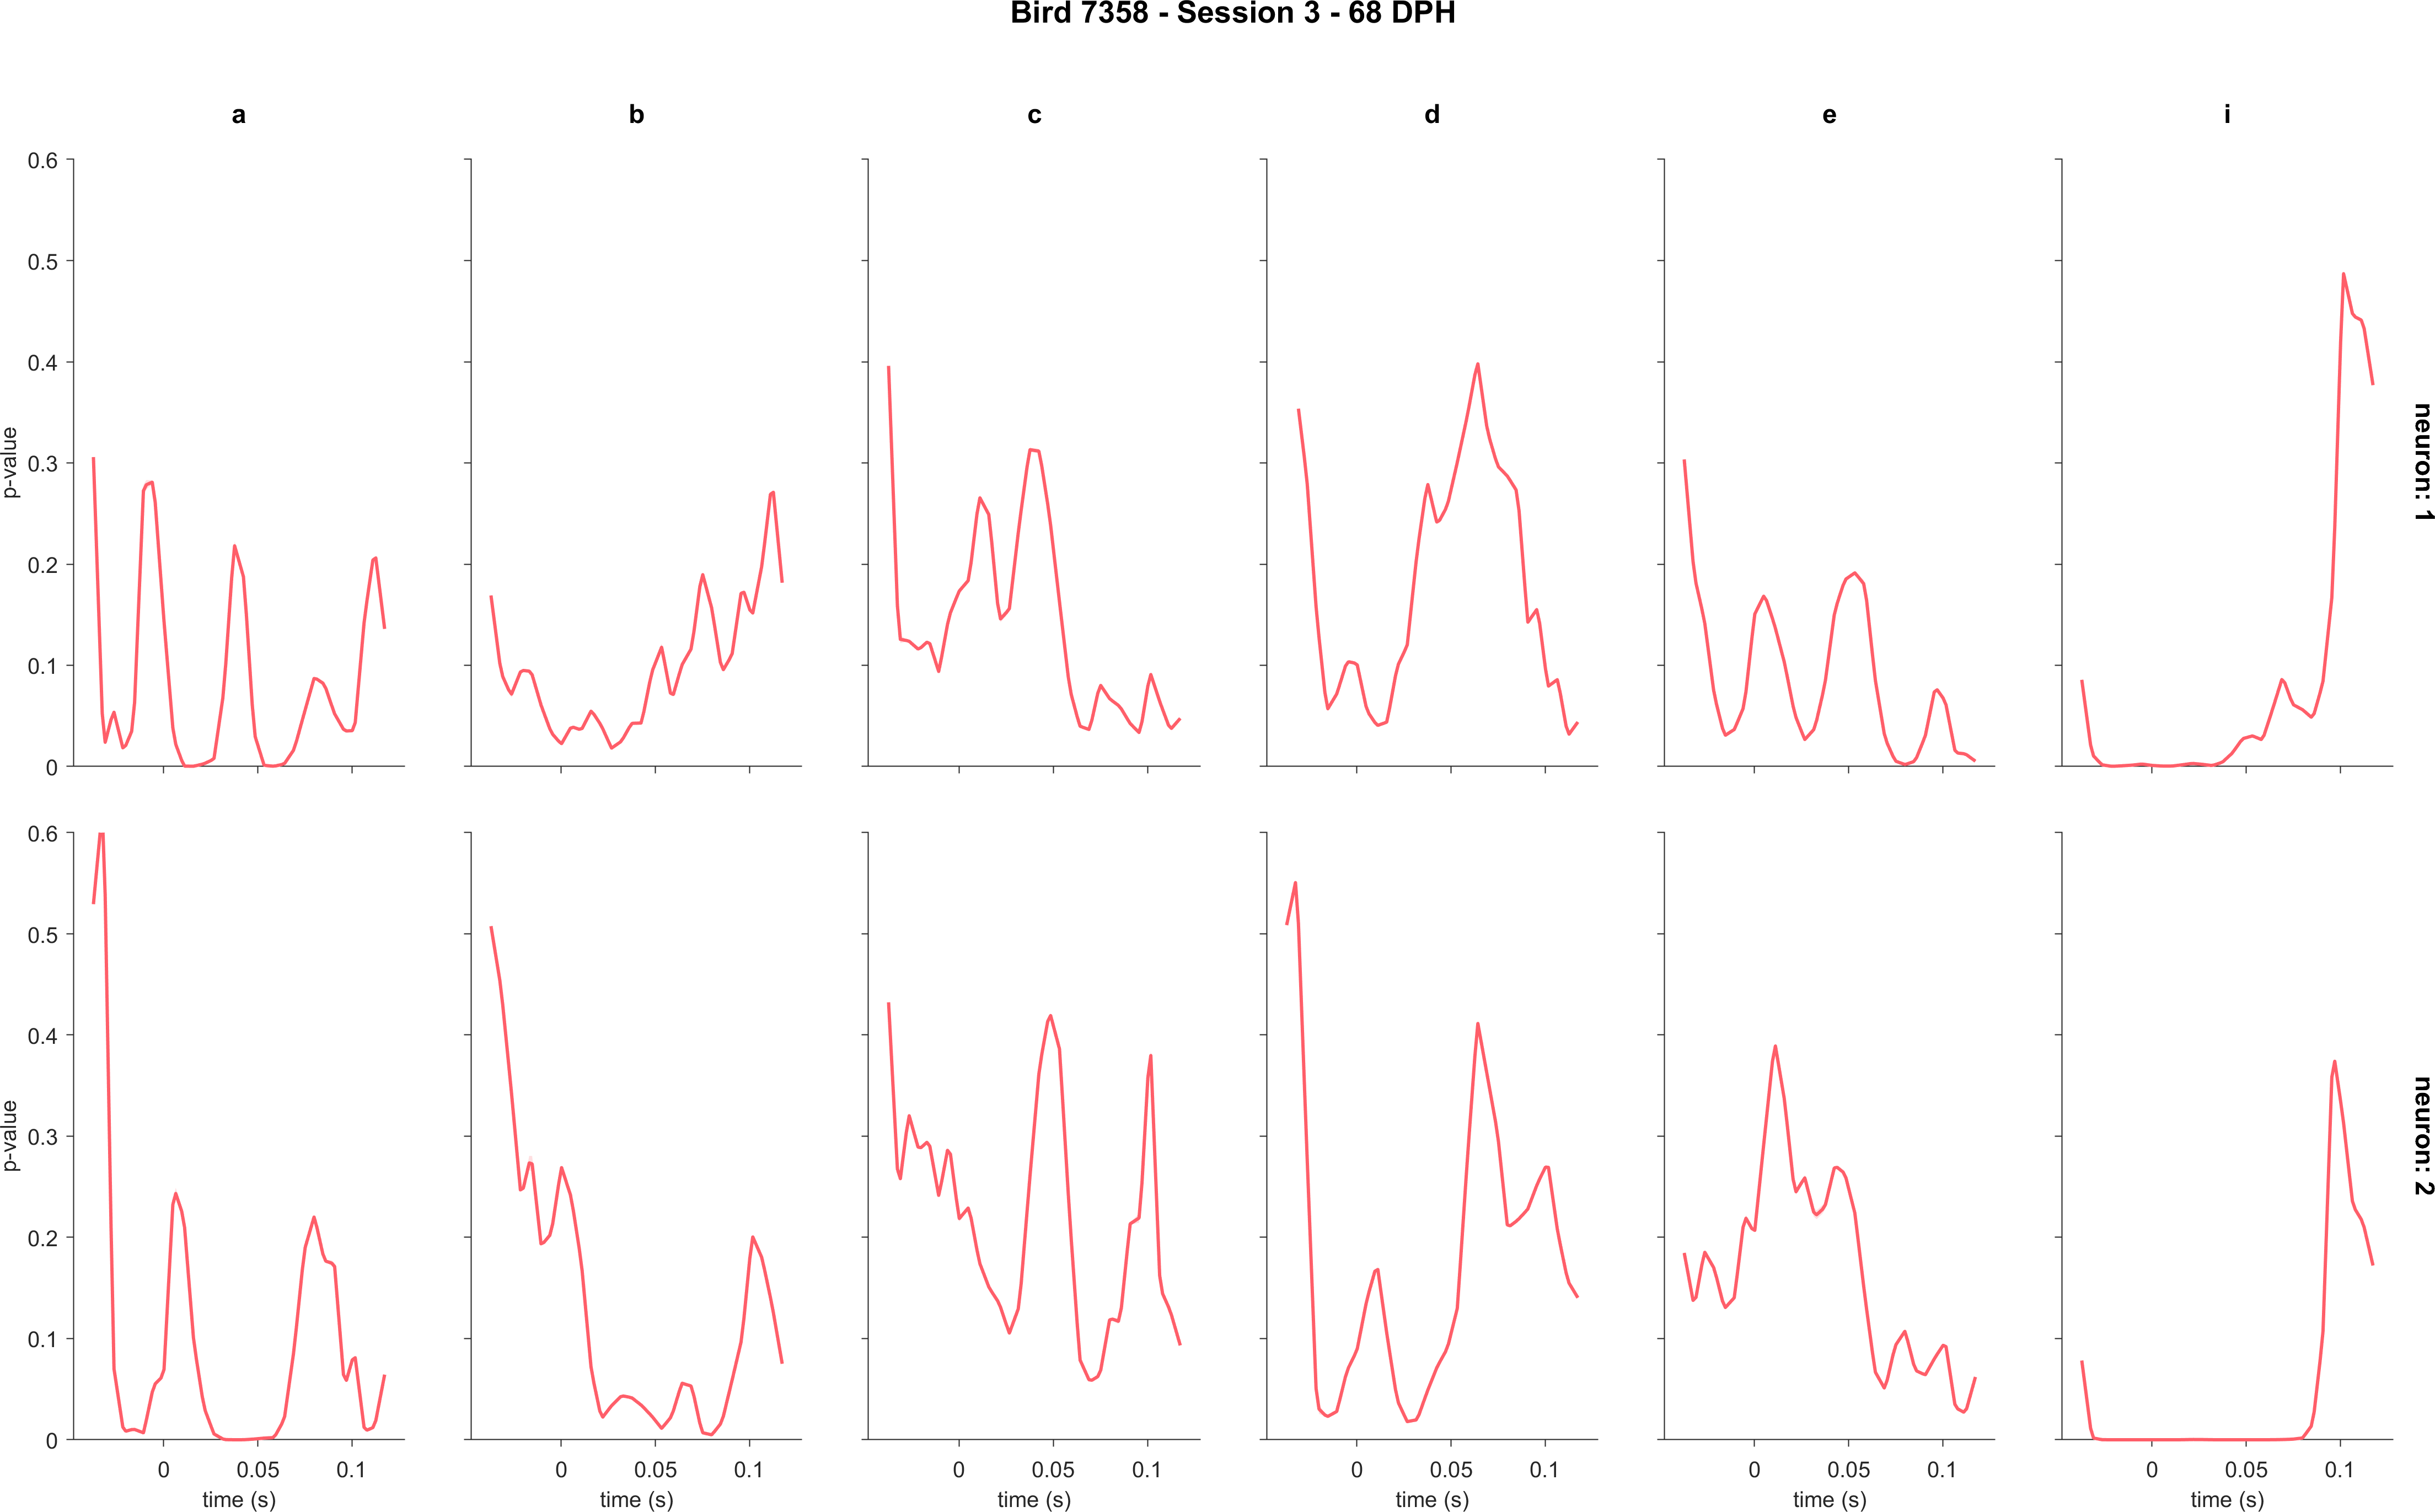 Bird 7358 - Session 3 - 68 DPH
a b c d e i
0.6
0.5
0.4
0.3
0.2
0.1
0
p-value
neuron: 1
0.6
0.5
0.4
0.3
0.2
0.1
0
p-value
neuron: 2
0 0.05 0.1 0 0.05 0.1 0 0.05 0.1 0 0.05 0.1 0 0.05 0.1 0 0.05 0.1
time (s) time (s) time (s) time (s) time (s) time (s)